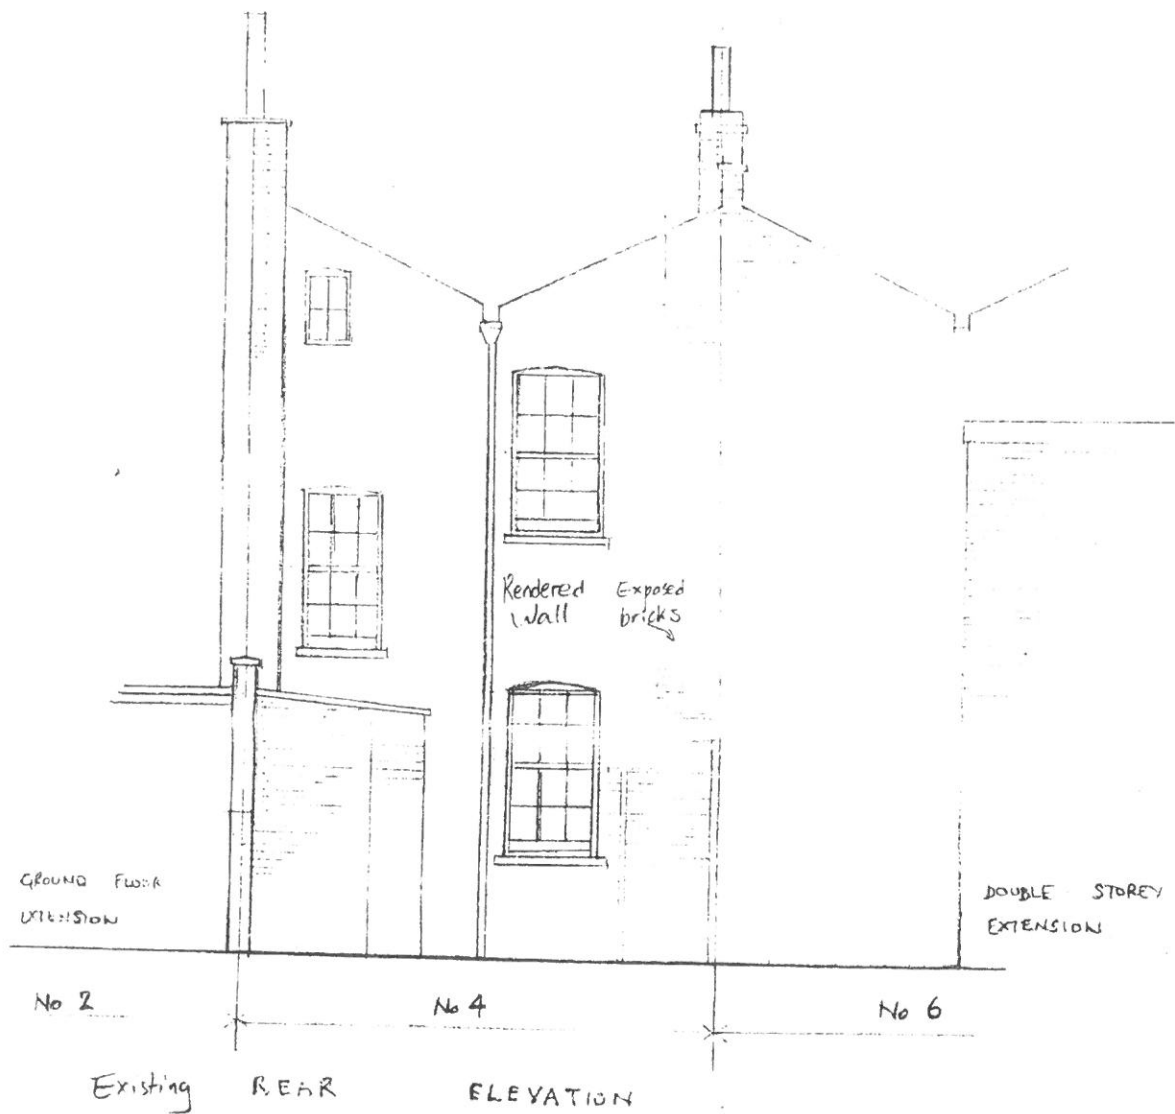 Rendered Exposed
Wall bricks
GROUND FLOOR
EXTENSION
DOUBLE STOREY
EXTENSION
No 2 No 4 No 6
Existing REAR ELEVATION